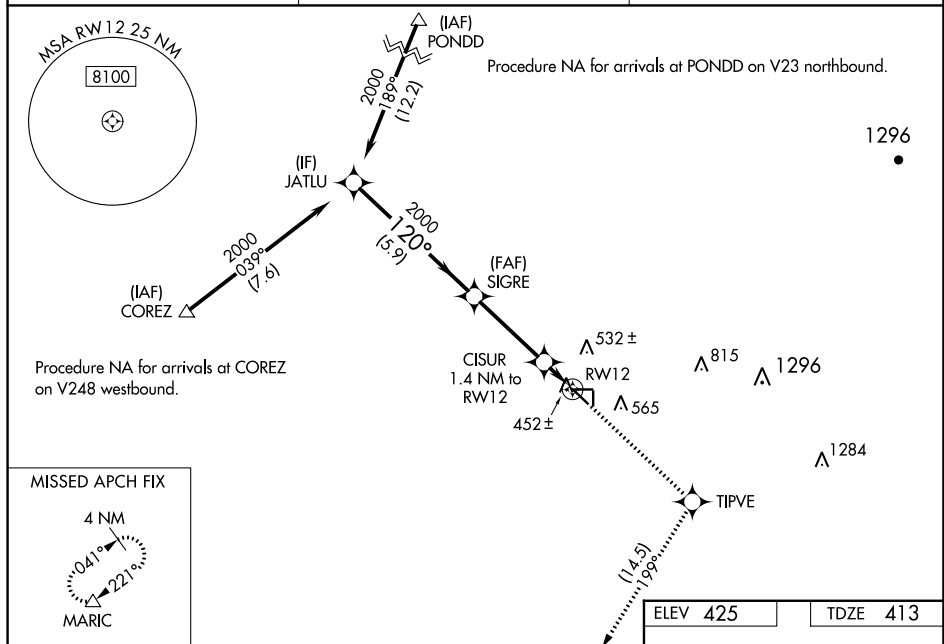 MSA RW12 25 NM
8100
(IAF)
PONDD
Procedure NA for arrivals at PONDD on V23 northbound.
2000
189°
(12.2)
1296
(IF)
JATLU
2000
120°
(5.9)
2000
039°
(7.6)
(IAF)
COREZ
(FAF)
SIGRE
Procedure NA for arrivals at COREZ
on V248 westbound.
CISUR
1.4 NM to
RW12
532 ±
RW12
815
1296
452 ±
565
1284
MISSED APCH FIX
4 NM
041°
221°
MARIC
TIPVE
(14.5)
199°
ELEV 425
TDZE 413